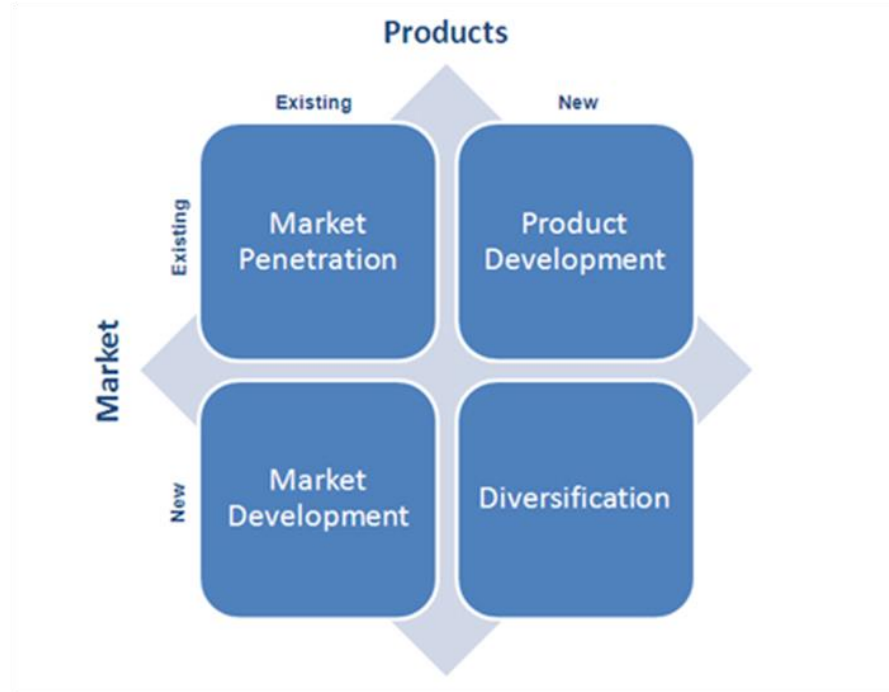 Products
Existing
New
Existing
Market
Penetration
Product
Development
Market
New
Market
Development
Diversification